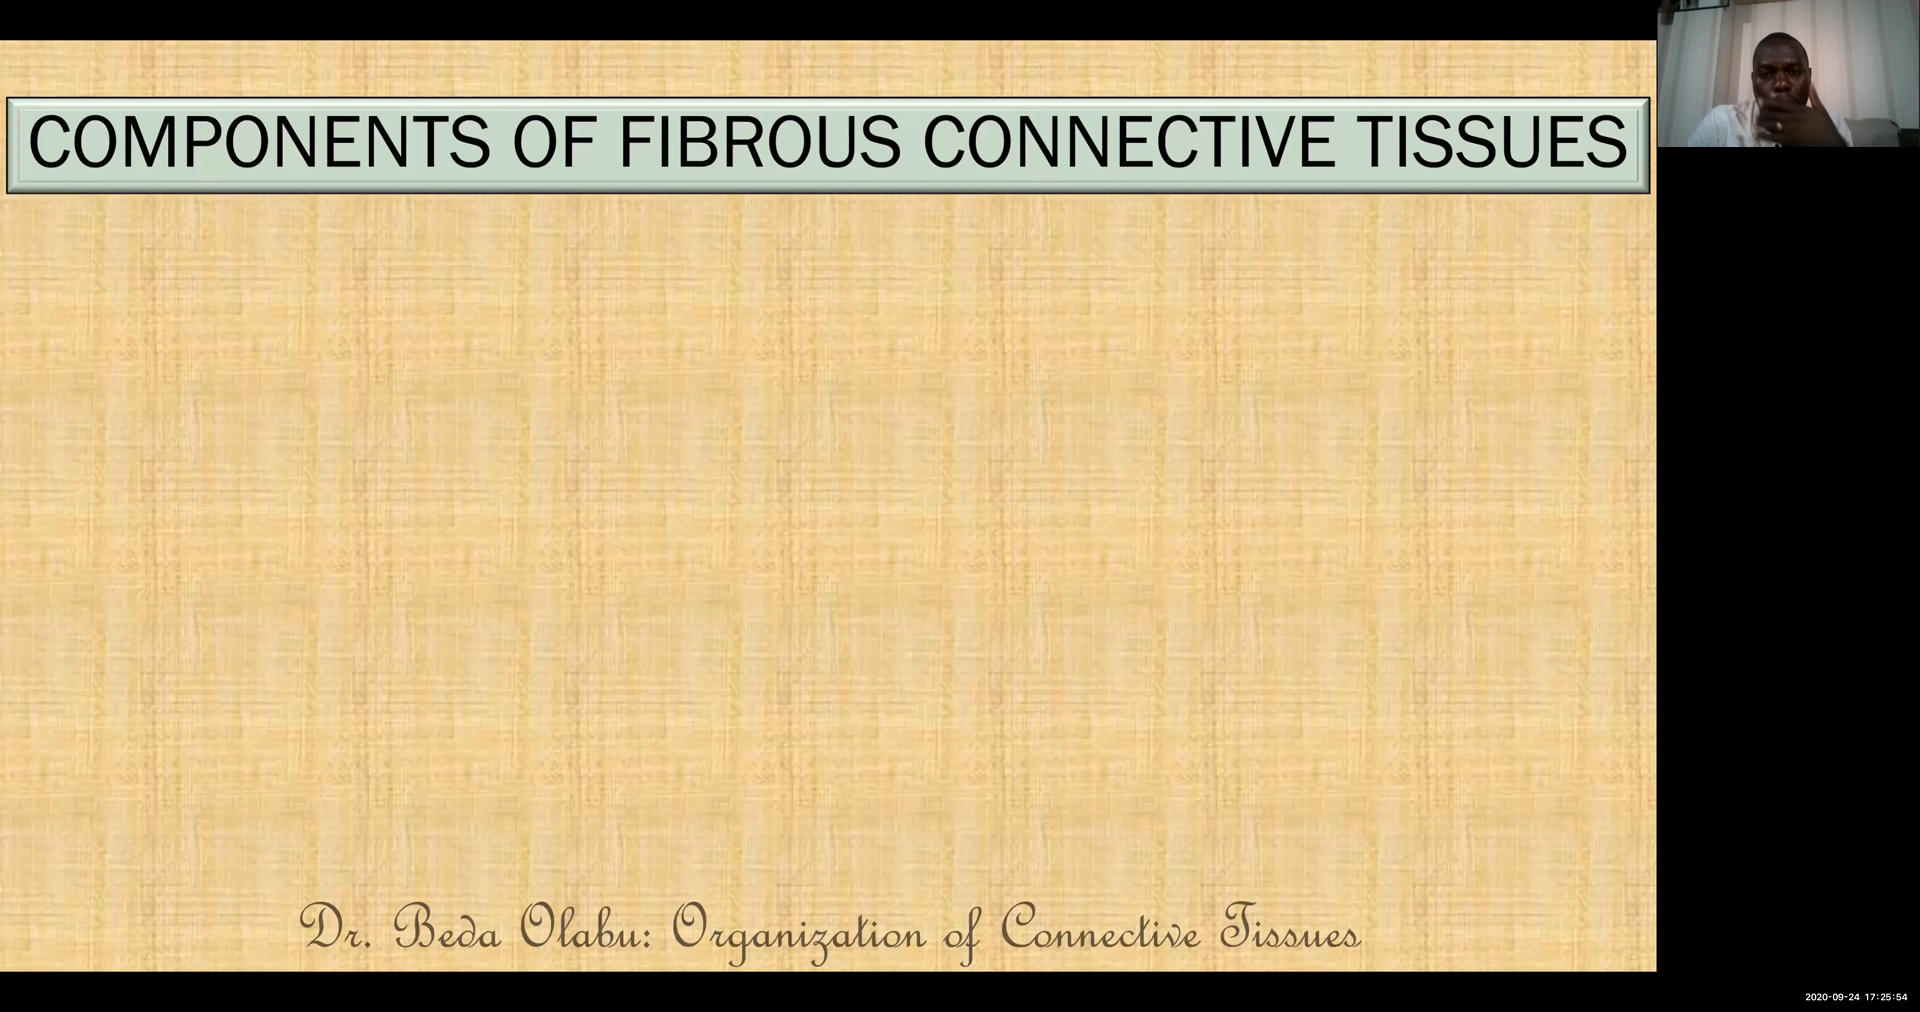 COMPONENTS OF FIBROUS CONNECTIVE TISSUES
Dr. Beda Olabu: Organization of Connective Tissues
2020-09-24 17:25:54